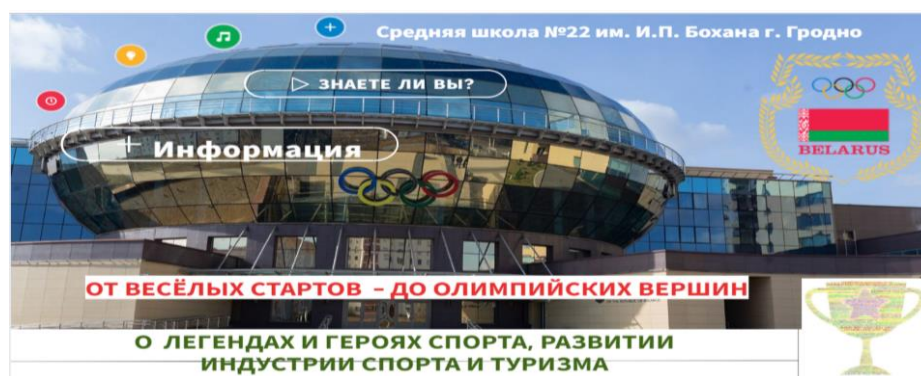 Средняя школа №22 им. И.П. Бохана г. Гродно
ЗНАЕТЕ ЛИ ВЫ?
Информация
BELARUS
ОТ ВЕСЁЛЫХ СТАРТОВ – ДО ОЛИМПИЙСКИХ ВЕРШИН
О ЛЕГЕНДАХ И ГЕРОЯХ СПОРТА, РАЗВИТИИ
ИНДУСТРИИ СПОРТА И ТУРИЗМА